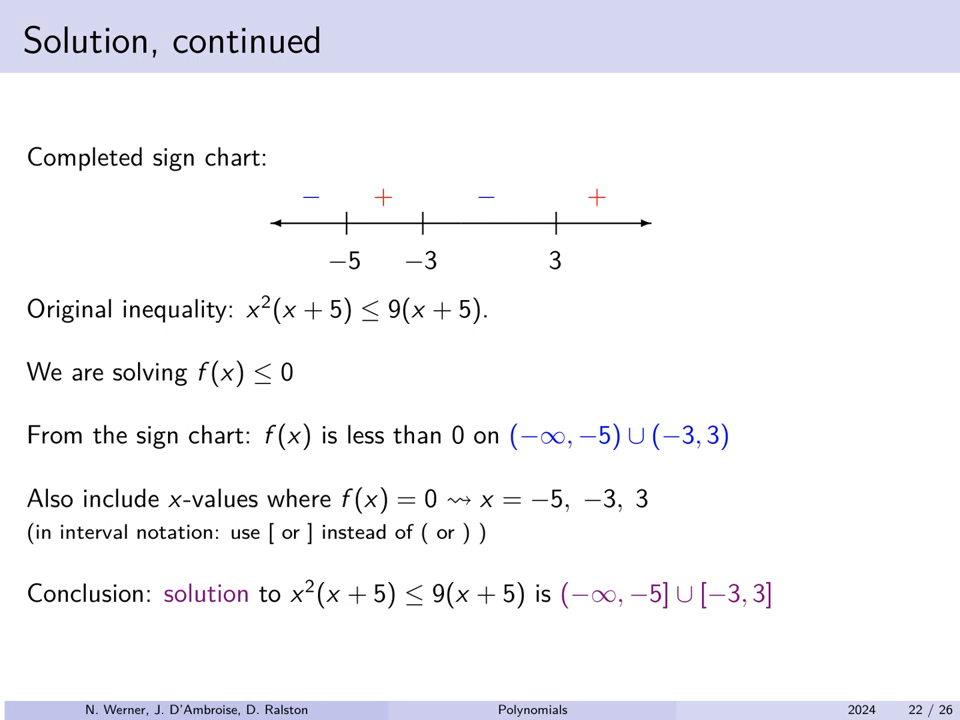 Solution, continued
Completed sign chart:
− + − +
−5 −3 3
Original inequality: x²(x + 5) ≤ 9(x + 5).
We are solving f(x) ≤ 0
From the sign chart: f(x) is less than 0 on (−∞, −5) ∪ (−3, 3)
Also include x-values where f(x) = 0 ⇝ x = −5, −3, 3
(in interval notation: use [ or ] instead of ( or ) )
Conclusion: solution to x²(x + 5) ≤ 9(x + 5) is (−∞, −5] ∪ [−3, 3]
N. Werner, J. D'Ambroise, D. Ralston Polynomials 2024 22 / 26